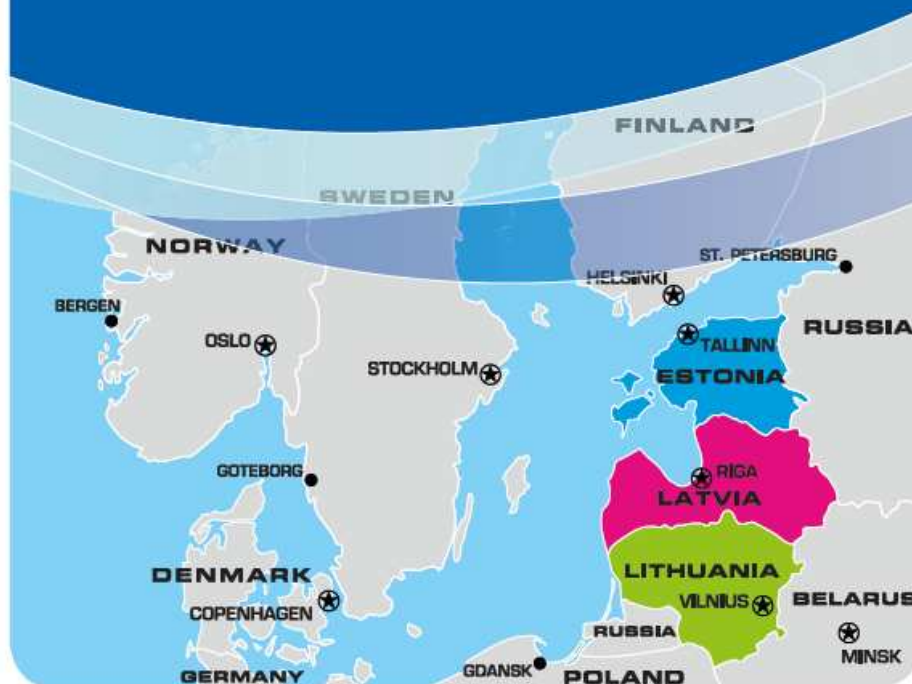 FINLAND
SWEDEN
NORWAY
ST. PETERSBURG
HELSINKI
BERGEN
RUSSIA
OSLO
TALLINN
STOCKHOLM
ESTONIA
GOTEBORG
RIGA
LATVIA
DENMARK
LITHUANIA
COPENHAGEN
VILNIUS
BELARUS
RUSSIA
MINSK
GDANSK
GERMANY
POLAND